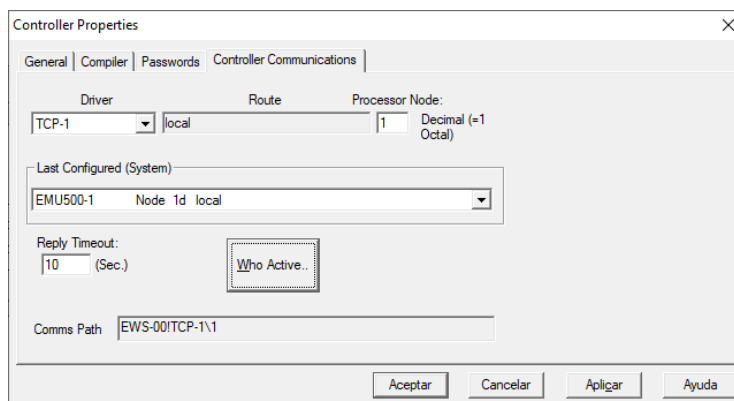 Controller Properties
General Compiler Passwords Controller Communications
Driver Route Processor Node:
TCP-1 local 1 Decimal (=1
Octal)
Last Configured (System)
EMU500-1 Node 1d local
Reply Timeout:
10 (Sec.) Who Active..
Comms Path EWS-00!TCP-1\1
Aceptar Cancelar Aplicar Ayuda